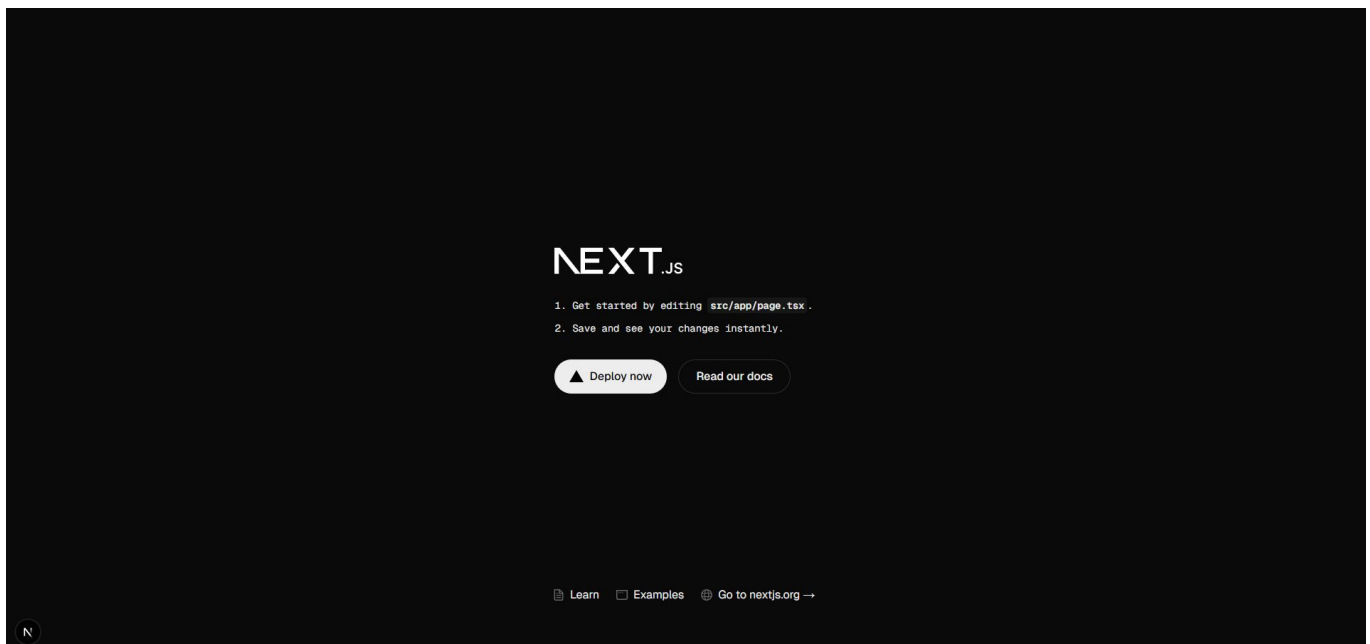 NEXT.JS
1. Get started by editing src/app/page.tsx.
2. Save and see your changes instantly.
Deploy now
Read our docs
Learn
Examples
Go to nextjs.org →
N